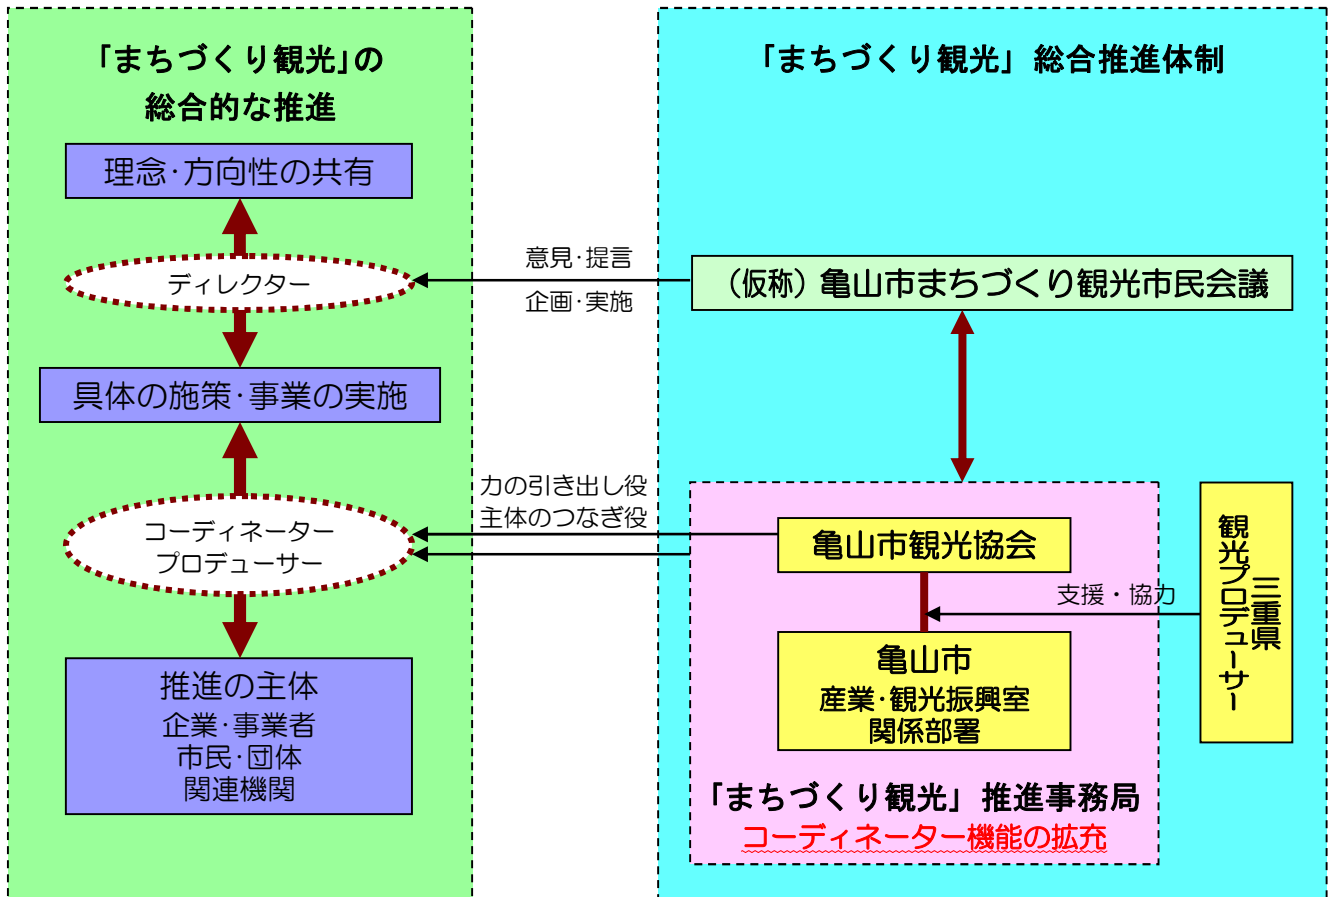 「まちづくり観光」の
総合的な推進
理念･方向性の共有
ディレクター
具体の施策･事業の実施
コーディネーター
プロデューサー
推進の主体
企業･事業者
市民･団体
関連機関
意見･提言
企画･実施
力の引き出し役
主体のつなぎ役
「まちづくり観光」総合推進体制
（仮称）亀山市まちづくり観光市民会議
亀山市観光協会
支援・協力
亀山市
産業･観光振興室
関係部署
「まちづくり観光」推進事務局
コーディネーター機能の拡充
三重県
観光プロデューサー